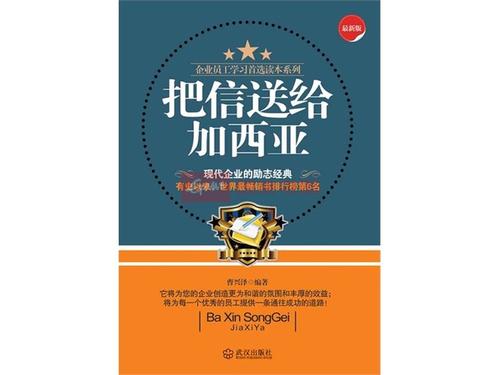 最新版
企业员工学习首选读本系列
把信送给
加西亚
现代企业的励志经典
有史以来，世界最畅销书排行榜第6名
曹兴泽 编著
它将为您的企业创造更为和谐的氛围和丰厚的效益；
将为每一个优秀的员工提供一条通往成功的道路！
Ba Xin SongGei
JiaXiYa
武汉出版社